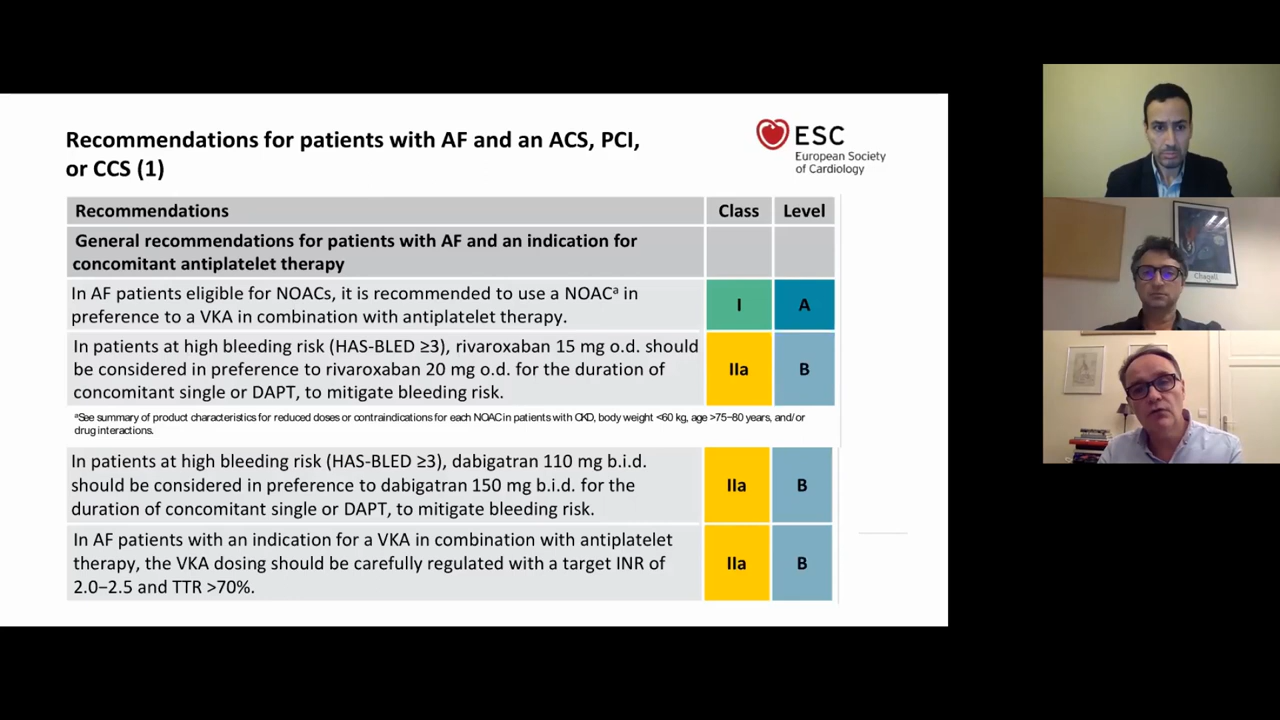 Recommendations for patients with AF and an ACS, PCI,
or CCS (1)
ESC
European Society
of Cardiology
Recommendations Class Level
General recommendations for patients with AF and an indication for
concomitant antiplatelet therapy
In AF patients eligible for NOACs, it is recommended to use a NOACᵃ in
preference to a VKA in combination with antiplatelet therapy.
I A
In patients at high bleeding risk (HAS-BLED ≥3), rivaroxaban 15 mg o.d. should
be considered in preference to rivaroxaban 20 mg o.d. for the duration of
concomitant single or DAPT, to mitigate bleeding risk.
IIa B
ᵃSee summary of product characteristics for reduced doses or contraindications for each NOAC in patients with CKD, body weight <60 kg, age >75−80 years, and/or
drug interactions.
In patients at high bleeding risk (HAS-BLED ≥3), dabigatran 110 mg b.i.d.
should be considered in preference to dabigatran 150 mg b.i.d. for the
duration of concomitant single or DAPT, to mitigate bleeding risk.
IIa B
In AF patients with an indication for a VKA in combination with antiplatelet
therapy, the VKA dosing should be carefully regulated with a target INR of
2.0−2.5 and TTR >70%.
IIa B
Chagall